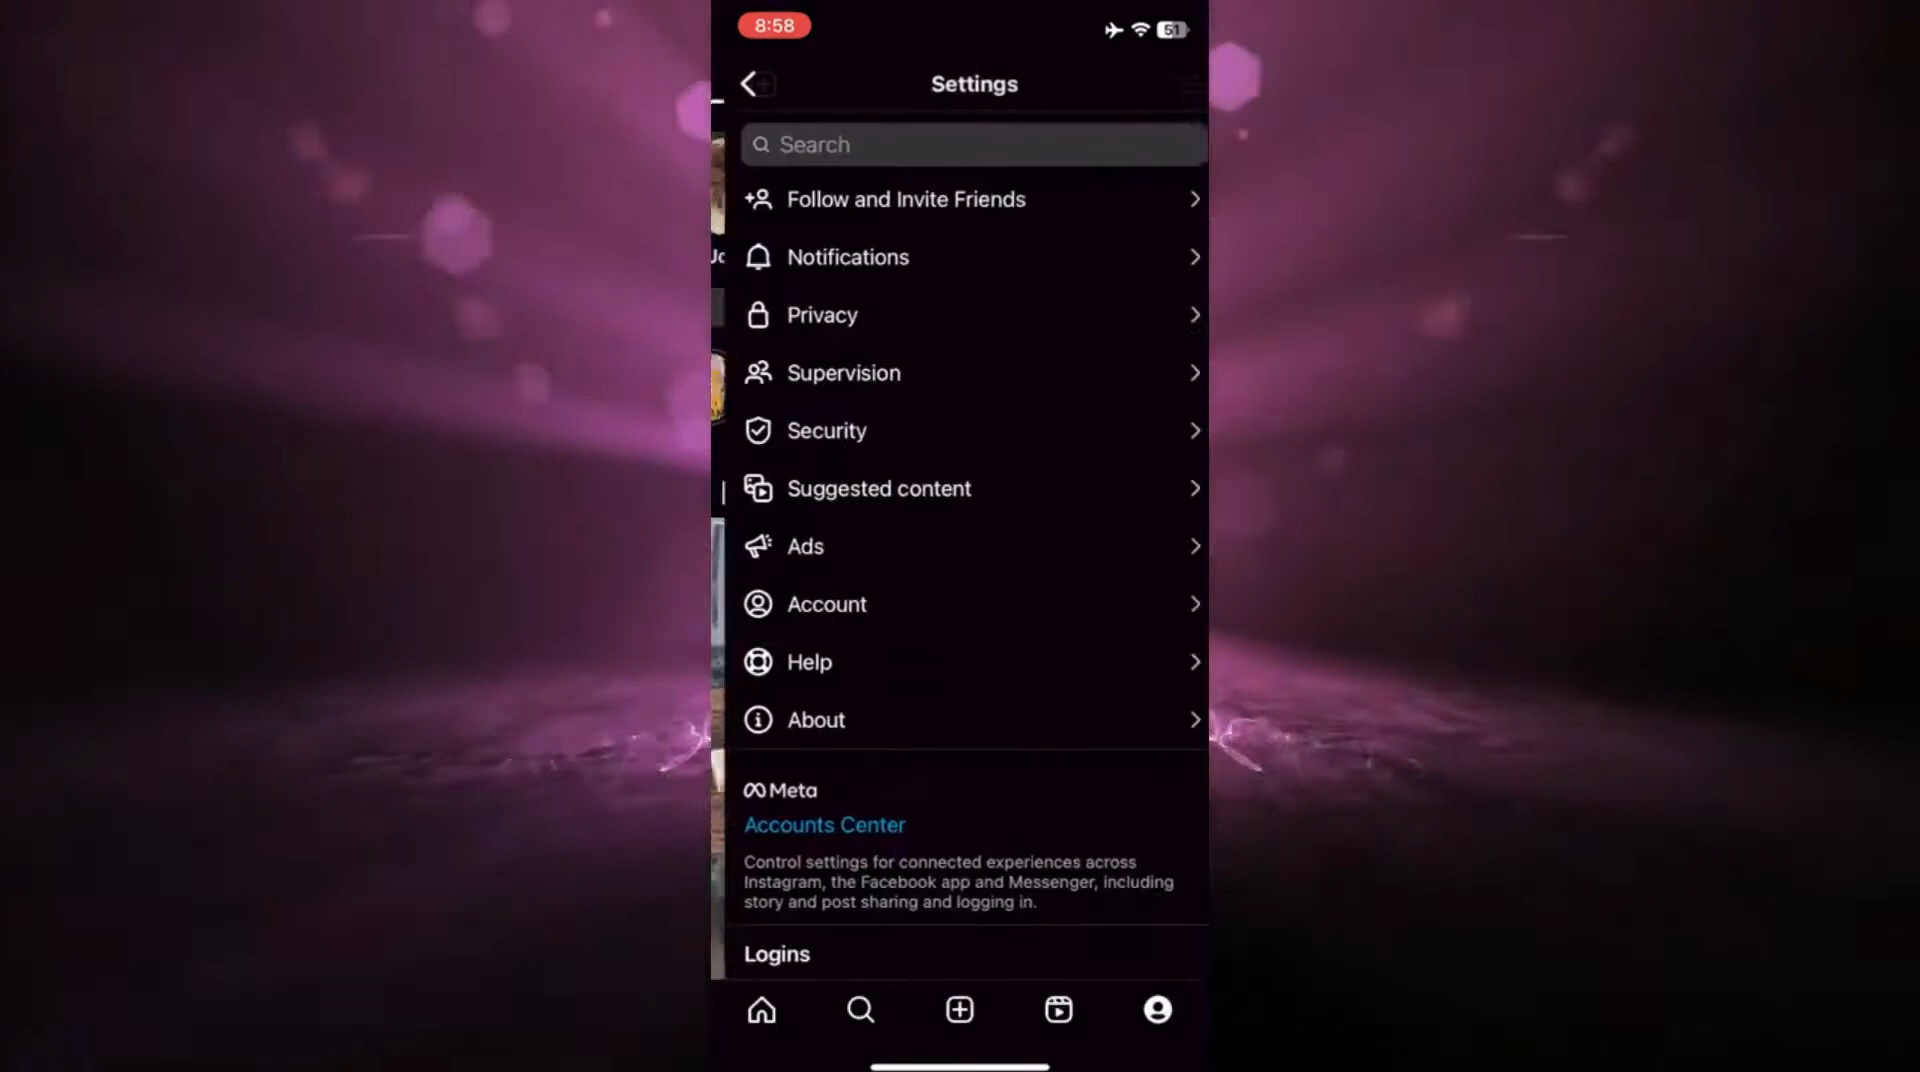 8:58
51
Settings
Search
Follow and Invite Friends
Notifications
Privacy
Supervision
Security
Suggested content
Ads
Account
Help
About
Meta
Accounts Center
Control settings for connected experiences across
Instagram, the Facebook app and Messenger, including
story and post sharing and logging in.
Logins